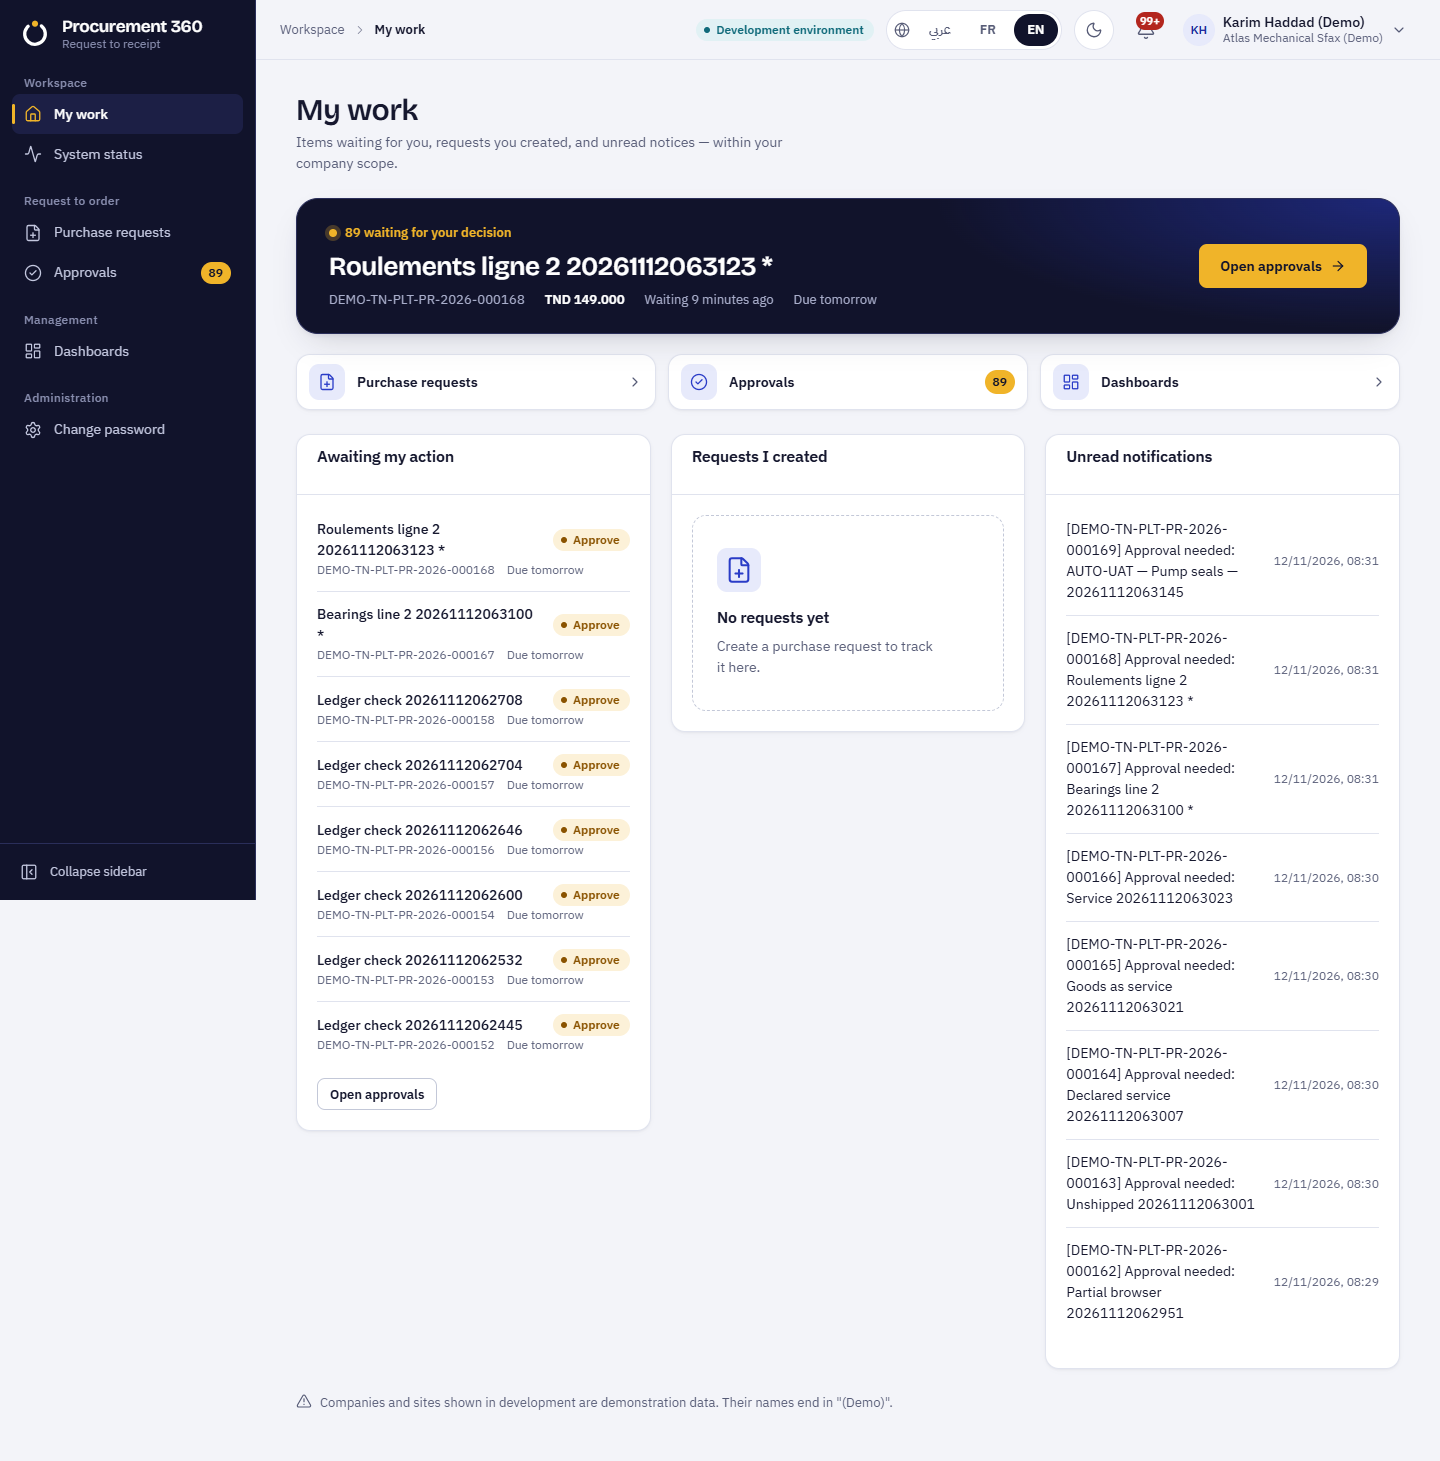 Procurement 360
Request to receipt
Workspace
My work
System status
Request to order
Purchase requests
Approvals
89
Management
Dashboards
Administration
Change password
Collapse sidebar
Workspace
My work
Development environment
عربي
FR
EN
99+
KH
Karim Haddad (Demo)
Atlas Mechanical Sfax (Demo)
My work
Items waiting for you, requests you created, and unread notices — within your
company scope.
89 waiting for your decision
Roulements ligne 2 20261112063123 *
DEMO-TN-PLT-PR-2026-000168 TND 149.000 Waiting 9 minutes ago Due tomorrow
Open approvals
Purchase requests
Approvals
89
Dashboards
Awaiting my action
Roulements ligne 2
20261112063123 *
Approve
DEMO-TN-PLT-PR-2026-000168 Due tomorrow
Bearings line 2 20261112063100
*
Approve
DEMO-TN-PLT-PR-2026-000167 Due tomorrow
Ledger check 20261112062708
Approve
DEMO-TN-PLT-PR-2026-000158 Due tomorrow
Ledger check 20261112062704
Approve
DEMO-TN-PLT-PR-2026-000157 Due tomorrow
Ledger check 20261112062646
Approve
DEMO-TN-PLT-PR-2026-000156 Due tomorrow
Ledger check 20261112062600
Approve
DEMO-TN-PLT-PR-2026-000154 Due tomorrow
Ledger check 20261112062532
Approve
DEMO-TN-PLT-PR-2026-000153 Due tomorrow
Ledger check 20261112062445
Approve
DEMO-TN-PLT-PR-2026-000152 Due tomorrow
Open approvals
Requests I created
No requests yet
Create a purchase request to track
it here.
Unread notifications
[DEMO-TN-PLT-PR-2026-
000169] Approval needed:
AUTO-UAT — Pump seals —
20261112063145
12/11/2026, 08:31
[DEMO-TN-PLT-PR-2026-
000168] Approval needed:
Roulements ligne 2
20261112063123 *
12/11/2026, 08:31
[DEMO-TN-PLT-PR-2026-
000167] Approval needed:
Bearings line 2
20261112063100 *
12/11/2026, 08:31
[DEMO-TN-PLT-PR-2026-
000166] Approval needed:
Service 20261112063023
12/11/2026, 08:30
[DEMO-TN-PLT-PR-2026-
000165] Approval needed:
Goods as service
20261112063021
12/11/2026, 08:30
[DEMO-TN-PLT-PR-2026-
000164] Approval needed:
Declared service
20261112063007
12/11/2026, 08:30
[DEMO-TN-PLT-PR-2026-
000163] Approval needed:
Unshipped 20261112063001
12/11/2026, 08:30
[DEMO-TN-PLT-PR-2026-
000162] Approval needed:
Partial browser
20261112062951
12/11/2026, 08:29
Companies and sites shown in development are demonstration data. Their names end in "(Demo)".